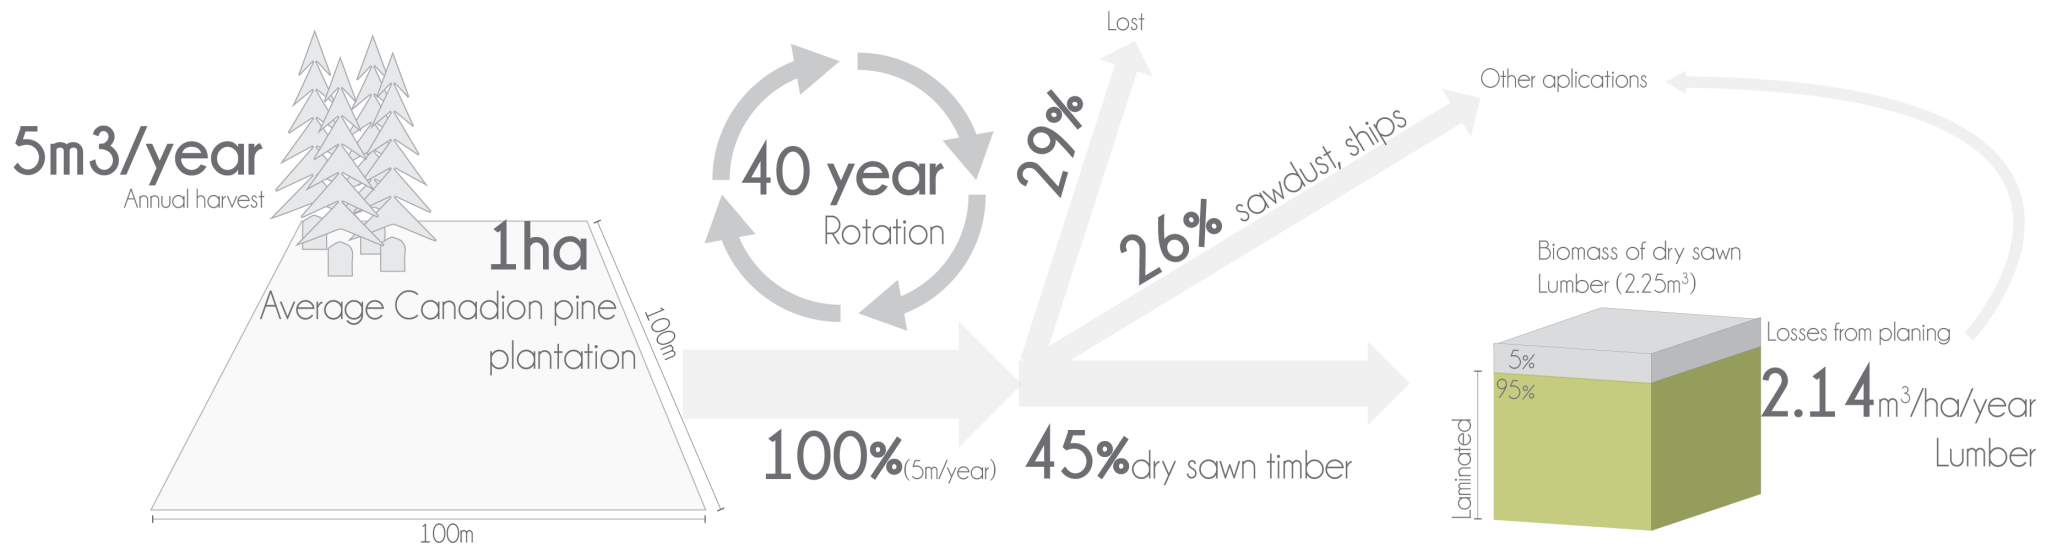 5m3/year
Annual harvest
1ha
Average Canadion pine
plantation
100m
100m
40 year
Rotation
100%(5m/year)
Lost
29%
26% sawdust, ships
Other aplications
45%dry sawn timber
Biomass of dry sawn
Lumber (2.25m³)
Losses from planing
5%
95%
Laminated
2.14m³/ha/year
Lumber